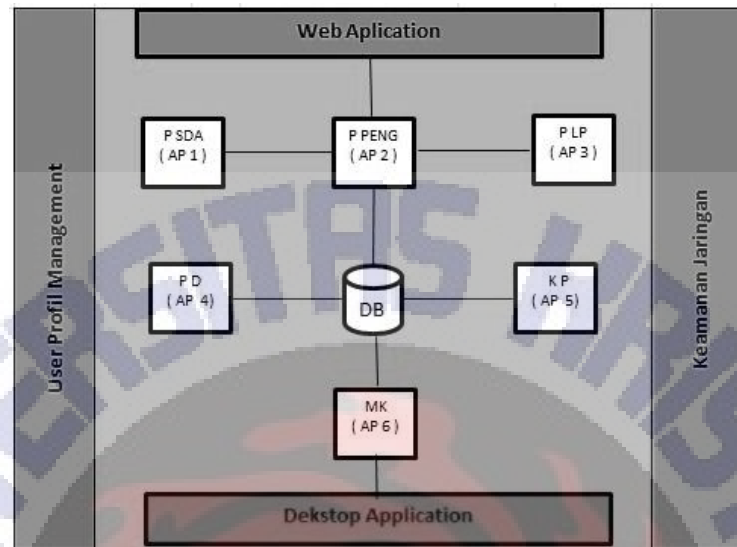 Web Aplication
P SDA
( AP 1 )
P PENG
( AP 2 )
P LP
( AP 3 )
User Profil Management
Keamanan Jaringan
P D
( AP 4)
DB
K P
( AP 5)
MK
( AP 6 )
Dekstop Application